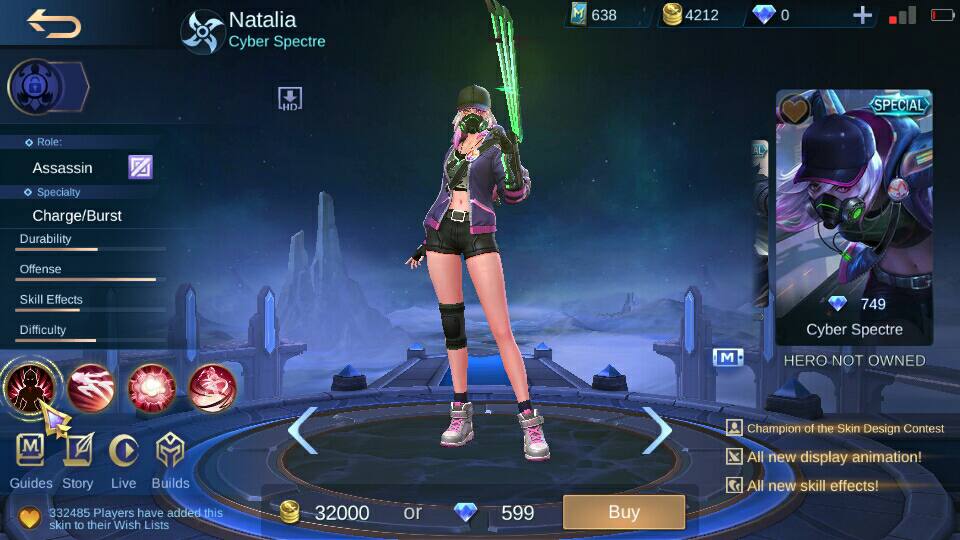 Natalia
Cyber Spectre
638
4212
0
HD
Role:
Assassin
Specialty
Charge/Burst
Durability
Offense
Skill Effects
Difficulty
SPECIAL
749
Cyber Spectre
M
HERO NOT OWNED
M
Guides
Story
Live
Builds
Champion of the Skin Design Contest
All new display animation!
All new skill effects!
332485 Players have added this
skin to their Wish Lists
32000 or 599
Buy